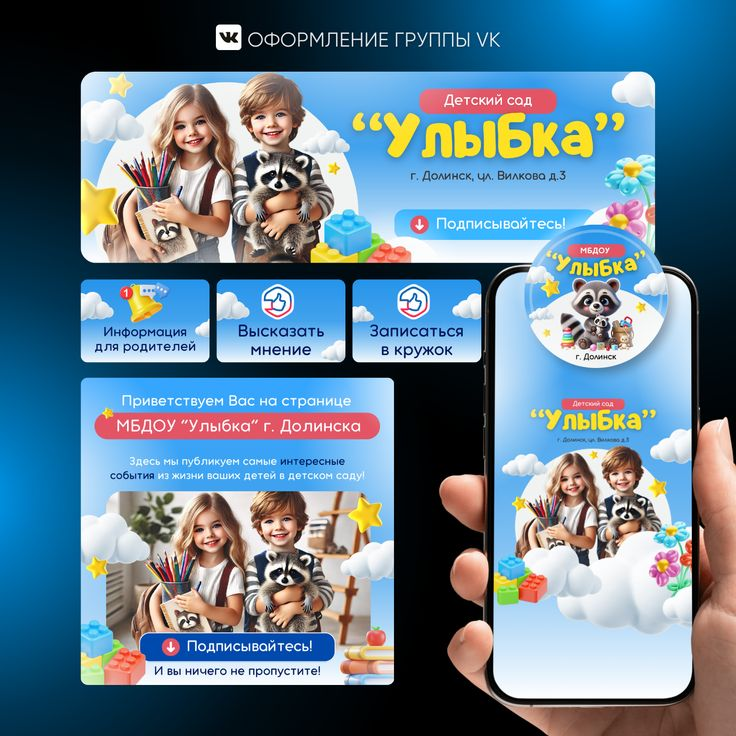 ОФОРМЛЕНИЕ ГРУППЫ VK
Детский сад
“Улыбка”
г. Долинск, ул. Вилкова д.3
Подписывайтесь!
1
Информация
для родителей
Высказать
мнение
Записаться
в кружок
МБДОУ
“Улыбка”
г. Долинск
Приветствуем Вас на странице
МБДОУ “Улыбка” г. Долинска
Здесь мы публикуем самые интересные
события из жизни ваших детей в детском саду!
Подписывайтесь!
И вы ничего не пропустите!
Детский сад
“Улыбка”
г. Долинск, ул. Вилкова д.3